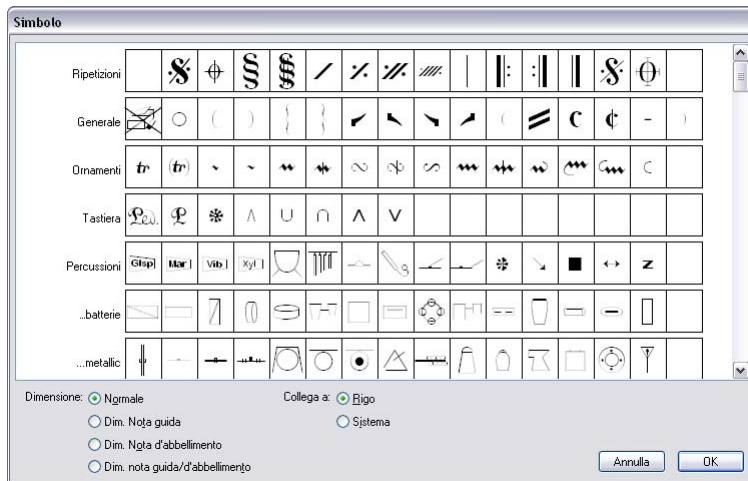 Simbolo
Ripetizioni
Generale
Ornamenti tr (tr)
Tastiera Ped. P
Percussioni Glsp Mar Vib Xyl z
...batterie
...metallic
Dimensione: Normale Collega a: Rigo
Dim. Nota guida Sistema
Dim. Nota d'abbellimento
Dim. nota guida/d'abbellimento Annulla OK